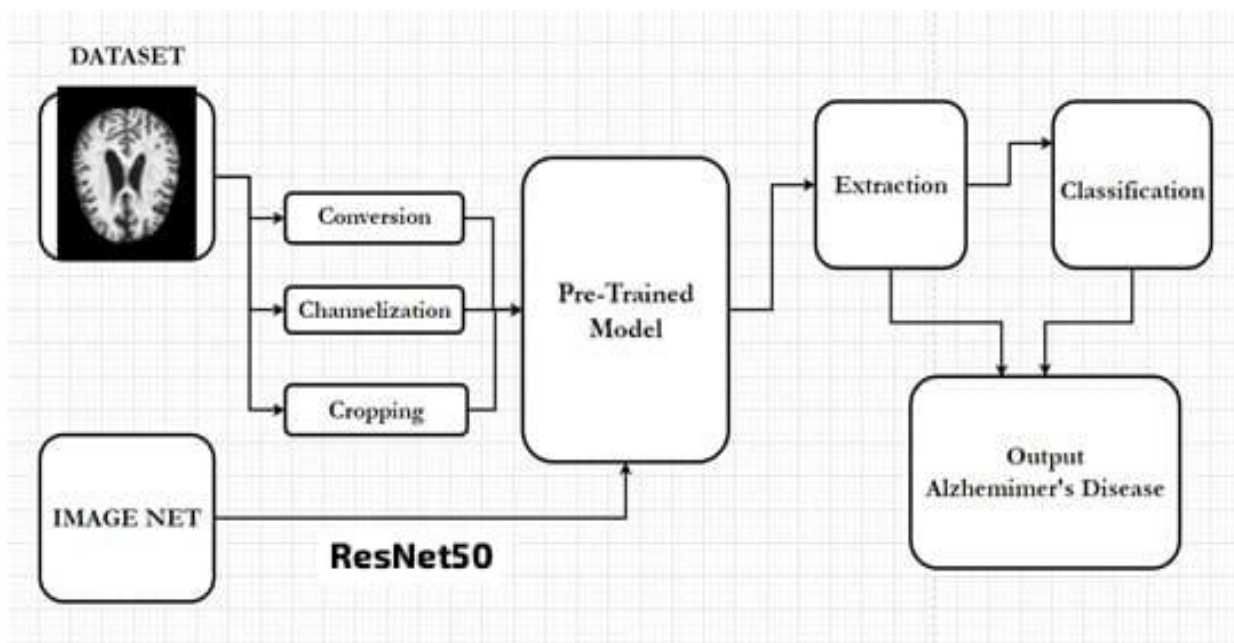 DATASET
Conversion
Channelization
Cropping
IMAGE NET
ResNet50
Pre-Trained
Model
Extraction
Classification
Output
Alzhemimer's Disease